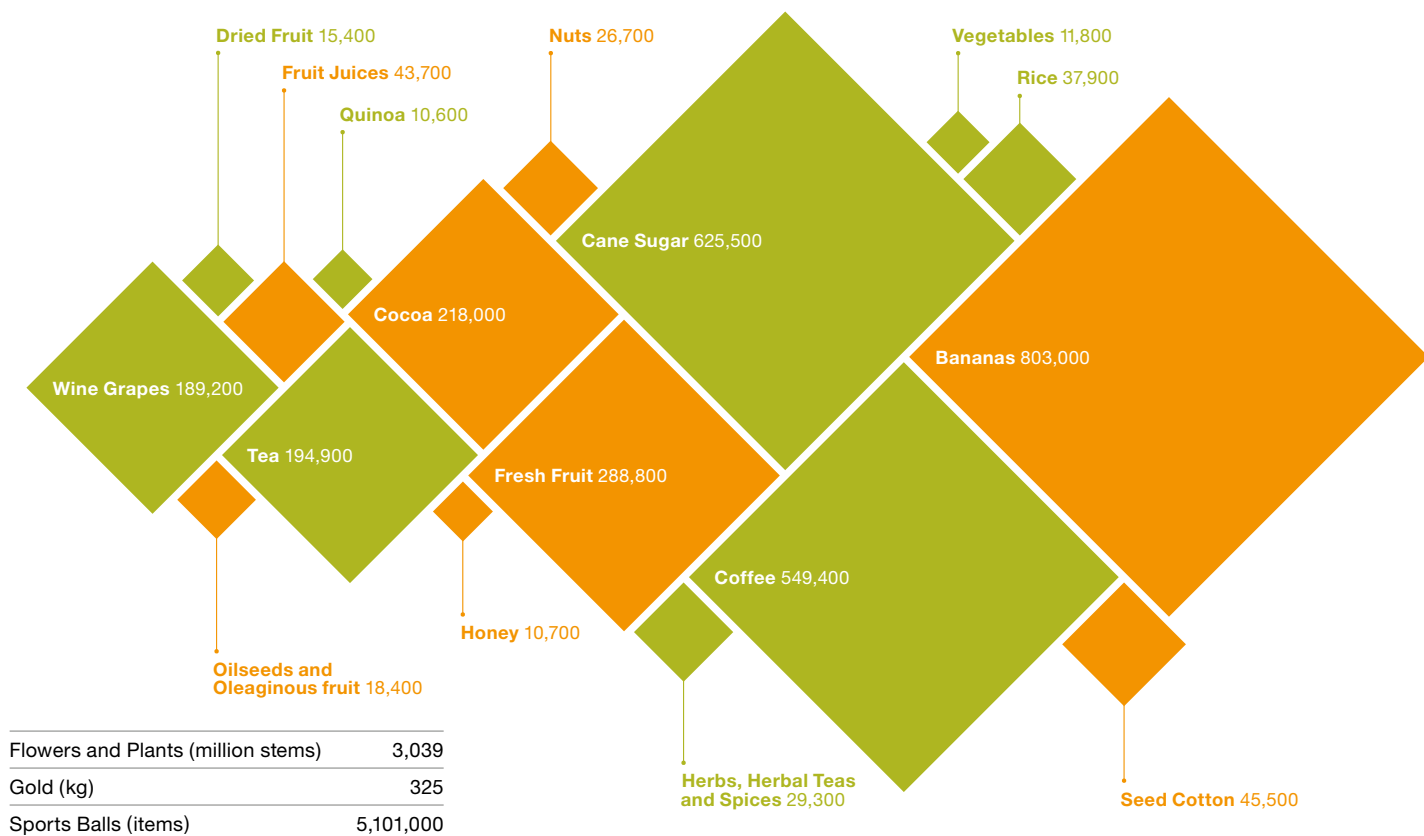 Dried Fruit 15,400
Nuts 26,700
Vegetables 11,800
Fruit Juices 43,700
Rice 37,900
Quinoa 10,600
Cane Sugar 625,500
Cocoa 218,000
Bananas 803,000
Wine Grapes 189,200
Tea 194,900
Fresh Fruit 288,800
Coffee 549,400
Honey 10,700
Oilseeds and
Oleaginous fruit 18,400
Herbs, Herbal Teas
and Spices 29,300
Seed Cotton 45,500
Flowers and Plants (million stems) 3,039
Gold (kg) 325
Sports Balls (items) 5,101,000